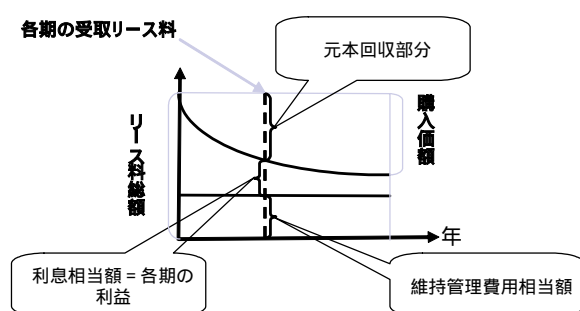 各期の受取リース料
元本回収部分
リース料総額
購入価額
年
利息相当額 = 各期の
利益
維持管理費用相当額